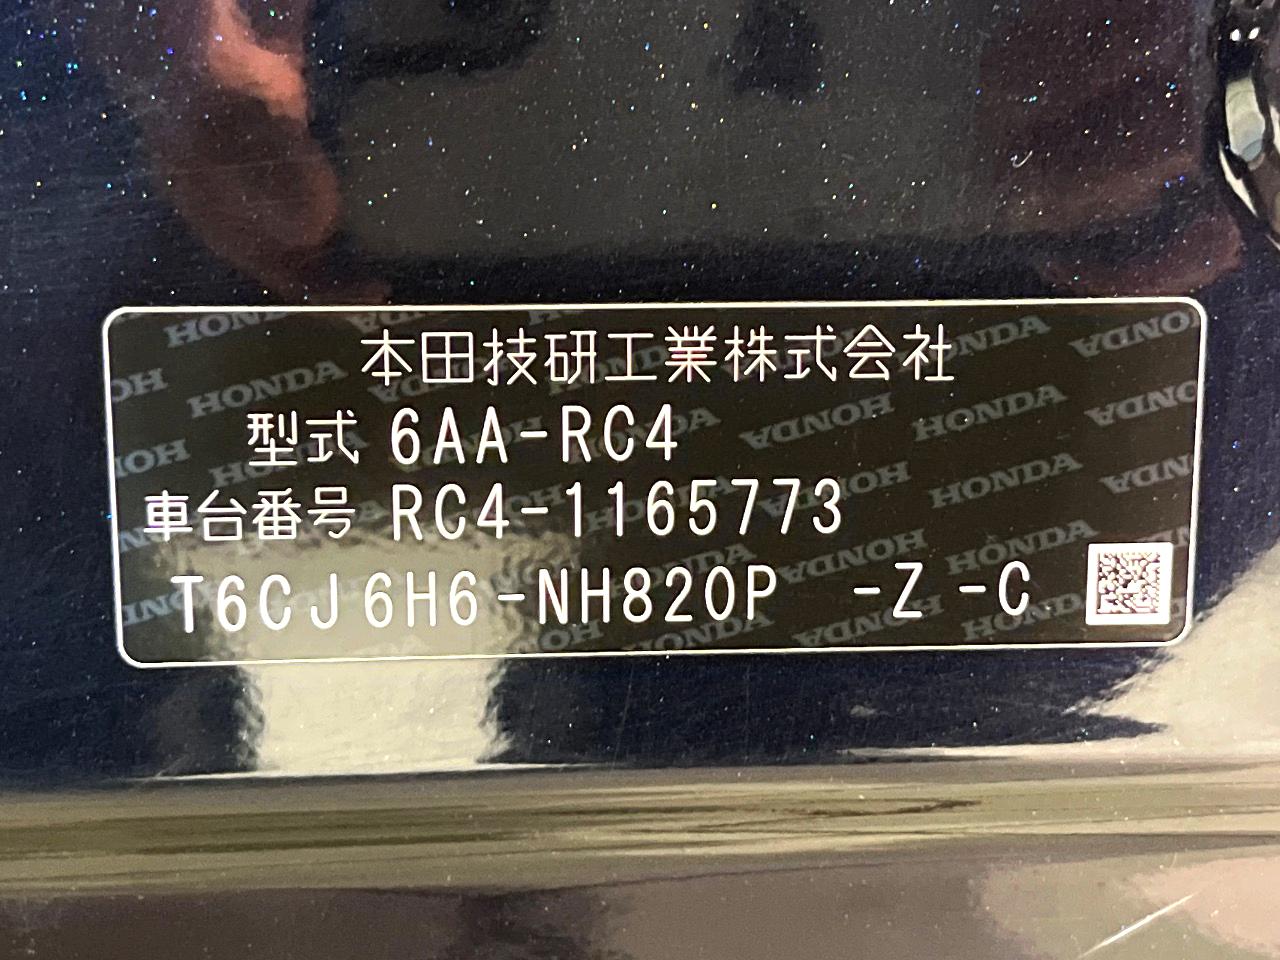 本田技研工業株式会社
型式 6AA-RC4
車台番号 RC4-1165773
T6CJ6H6-NH820P -Z -C